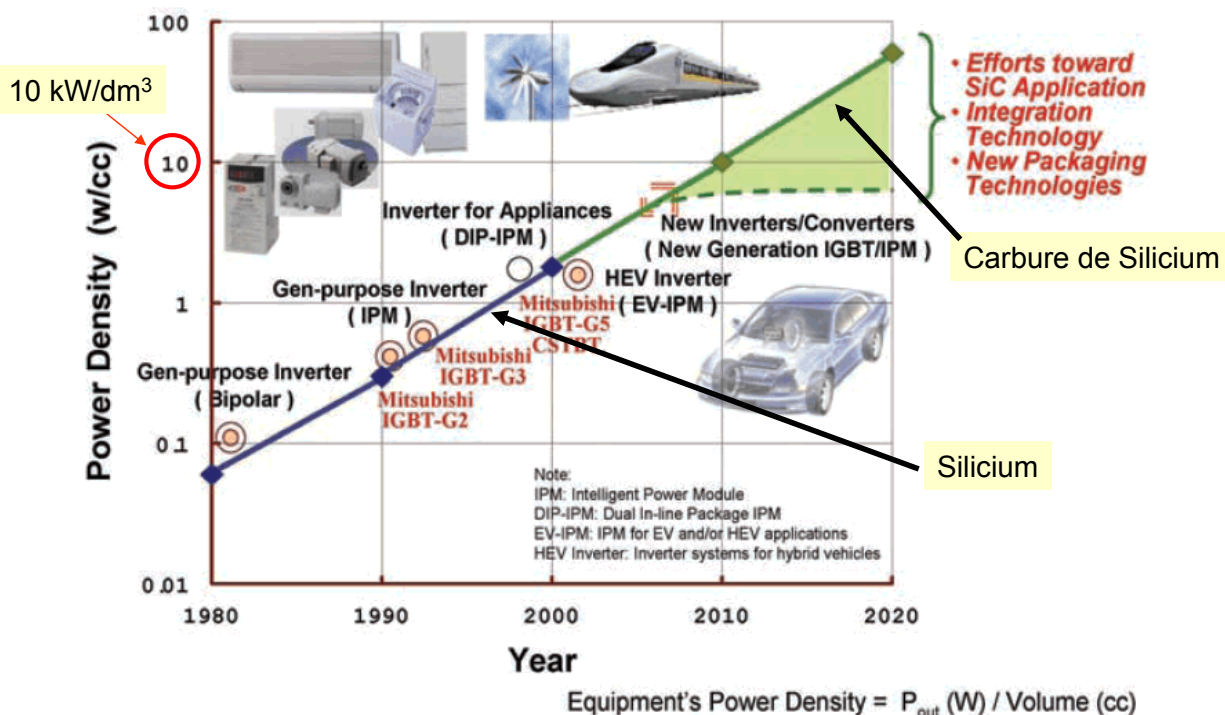 100
10 kW/dm³
10
1
0.1
0.01
Power Density (w/cc)
• Efforts toward
SiC Application
• Integration
Technology
• New Packaging
Technologies
Inverter for Appliances
( DIP-IPM )
New Inverters/Converters
( New Generation IGBT/IPM )
Carbure de Silicium
Gen-purpose Inverter
( IPM )
HEV Inverter
( EV-IPM )
Mitsubishi
IGBT-G5
CSTBT
Mitsubishi
IGBT-G3
Gen-purpose Inverter
( Bipolar )
Mitsubishi
IGBT-G2
Silicium
Note:
IPM: Intelligent Power Module
DIP-IPM: Dual In-line Package IPM
EV-IPM: IPM for EV and/or HEV applications
HEV Inverter: Inverter systems for hybrid vehicles
1980
1990
2000
2010
2020
Year
Equipment's Power Density = Pout (W) / Volume (cc)